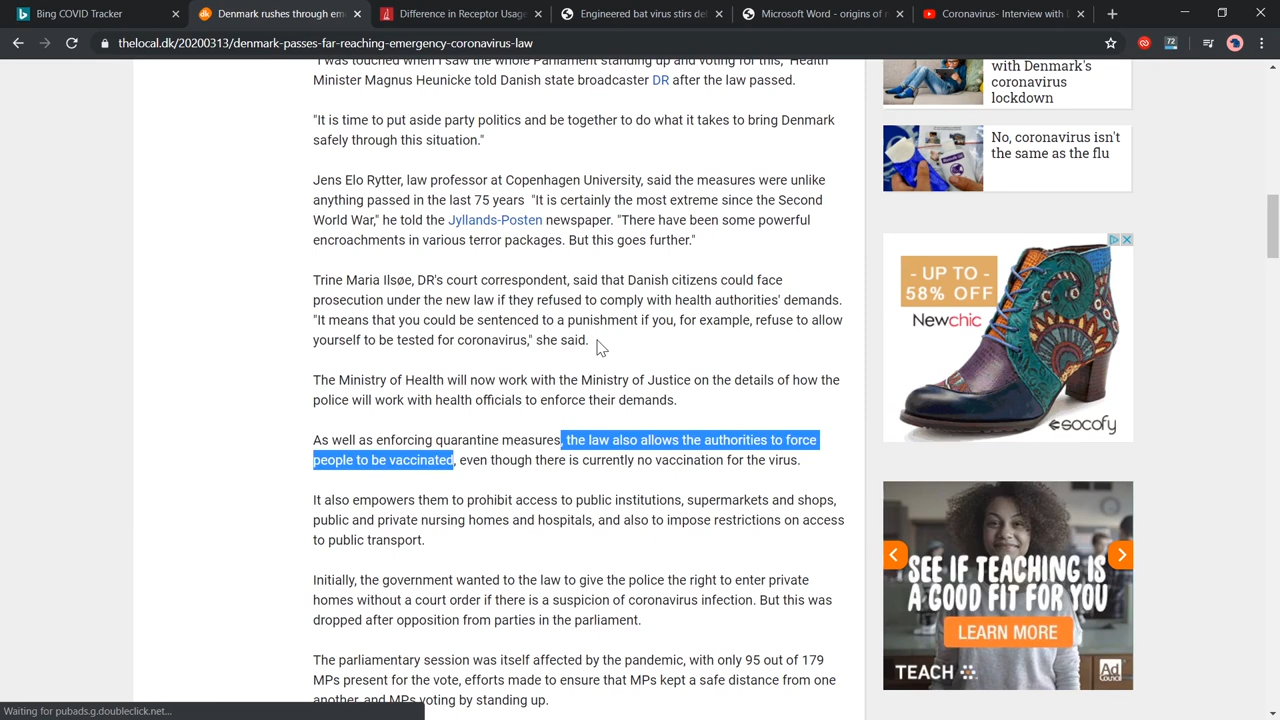 Bing COVID Tracker
Denmark rushes through em
Difference in Receptor Usage
Engineered bat virus stirs de
Microsoft Word - origins of n
Coronavirus- Interview with D
thelocal.dk/20200313/denmark-passes-far-reaching-emergency-coronavirus-law
72
"I was touched when I saw the whole Parliament standing up and voting for this," Health
Minister Magnus Heunicke told Danish state broadcaster DR after the law passed.
"It is time to put aside party politics and be together to do what it takes to bring Denmark
safely through this situation."
Jens Elo Rytter, law professor at Copenhagen University, said the measures were unlike
anything passed in the last 75 years "It is certainly the most extreme since the Second
World War," he told the Jyllands-Posten newspaper. "There have been some powerful
encroachments in various terror packages. But this goes further."
Trine Maria Ilsøe, DR's court correspondent, said that Danish citizens could face
prosecution under the new law if they refused to comply with health authorities' demands.
"It means that you could be sentenced to a punishment if you, for example, refuse to allow
yourself to be tested for coronavirus," she said.
The Ministry of Health will now work with the Ministry of Justice on the details of how the
police will work with health officials to enforce their demands.
As well as enforcing quarantine measures, the law also allows the authorities to force
people to be vaccinated, even though there is currently no vaccination for the virus.
It also empowers them to prohibit access to public institutions, supermarkets and shops,
public and private nursing homes and hospitals, and also to impose restrictions on access
to public transport.
Initially, the government wanted to the law to give the police the right to enter private
homes without a court order if there is a suspicion of coronavirus infection. But this was
dropped after opposition from parties in the parliament.
The parliamentary session was itself affected by the pandemic, with only 95 out of 179
MPs present for the vote, efforts made to ensure that MPs kept a safe distance from one
another, and MPs voting by standing up.
Waiting for pubads.g.doubleclick.net...
with Denmark's
coronavirus
lockdown
No, coronavirus isn't
the same as the flu
- UP TO -
58% OFF
Newchic
socofy
SEE IF TEACHING IS
A GOOD FIT FOR YOU
LEARN MORE
TEACH
Ad
Council